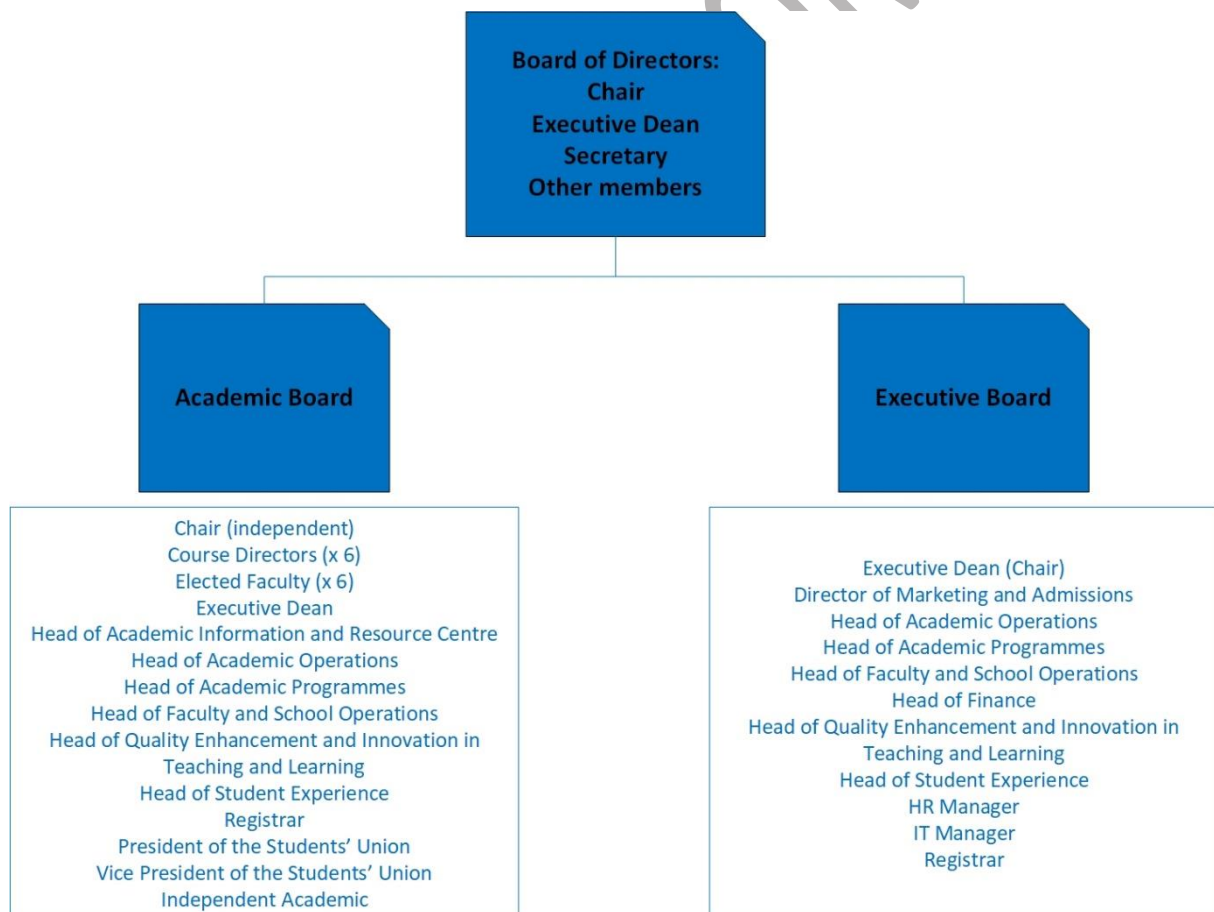 Board of Directors:
Chair
Executive Dean
Secretary
Other members
Academic Board
Executive Board
Chair (independent)
Course Directors (x 6)
Elected Faculty (x 6)
Executive Dean
Head of Academic Information and Resource Centre
Head of Academic Operations
Head of Academic Programmes
Head of Faculty and School Operations
Head of Quality Enhancement and Innovation in
Teaching and Learning
Head of Student Experience
Registrar
President of the Students’ Union
Vice President of the Students’ Union
Independent Academic
Executive Dean (Chair)
Director of Marketing and Admissions
Head of Academic Operations
Head of Academic Programmes
Head of Faculty and School Operations
Head of Finance
Head of Quality Enhancement and Innovation in
Teaching and Learning
Head of Student Experience
HR Manager
IT Manager
Registrar